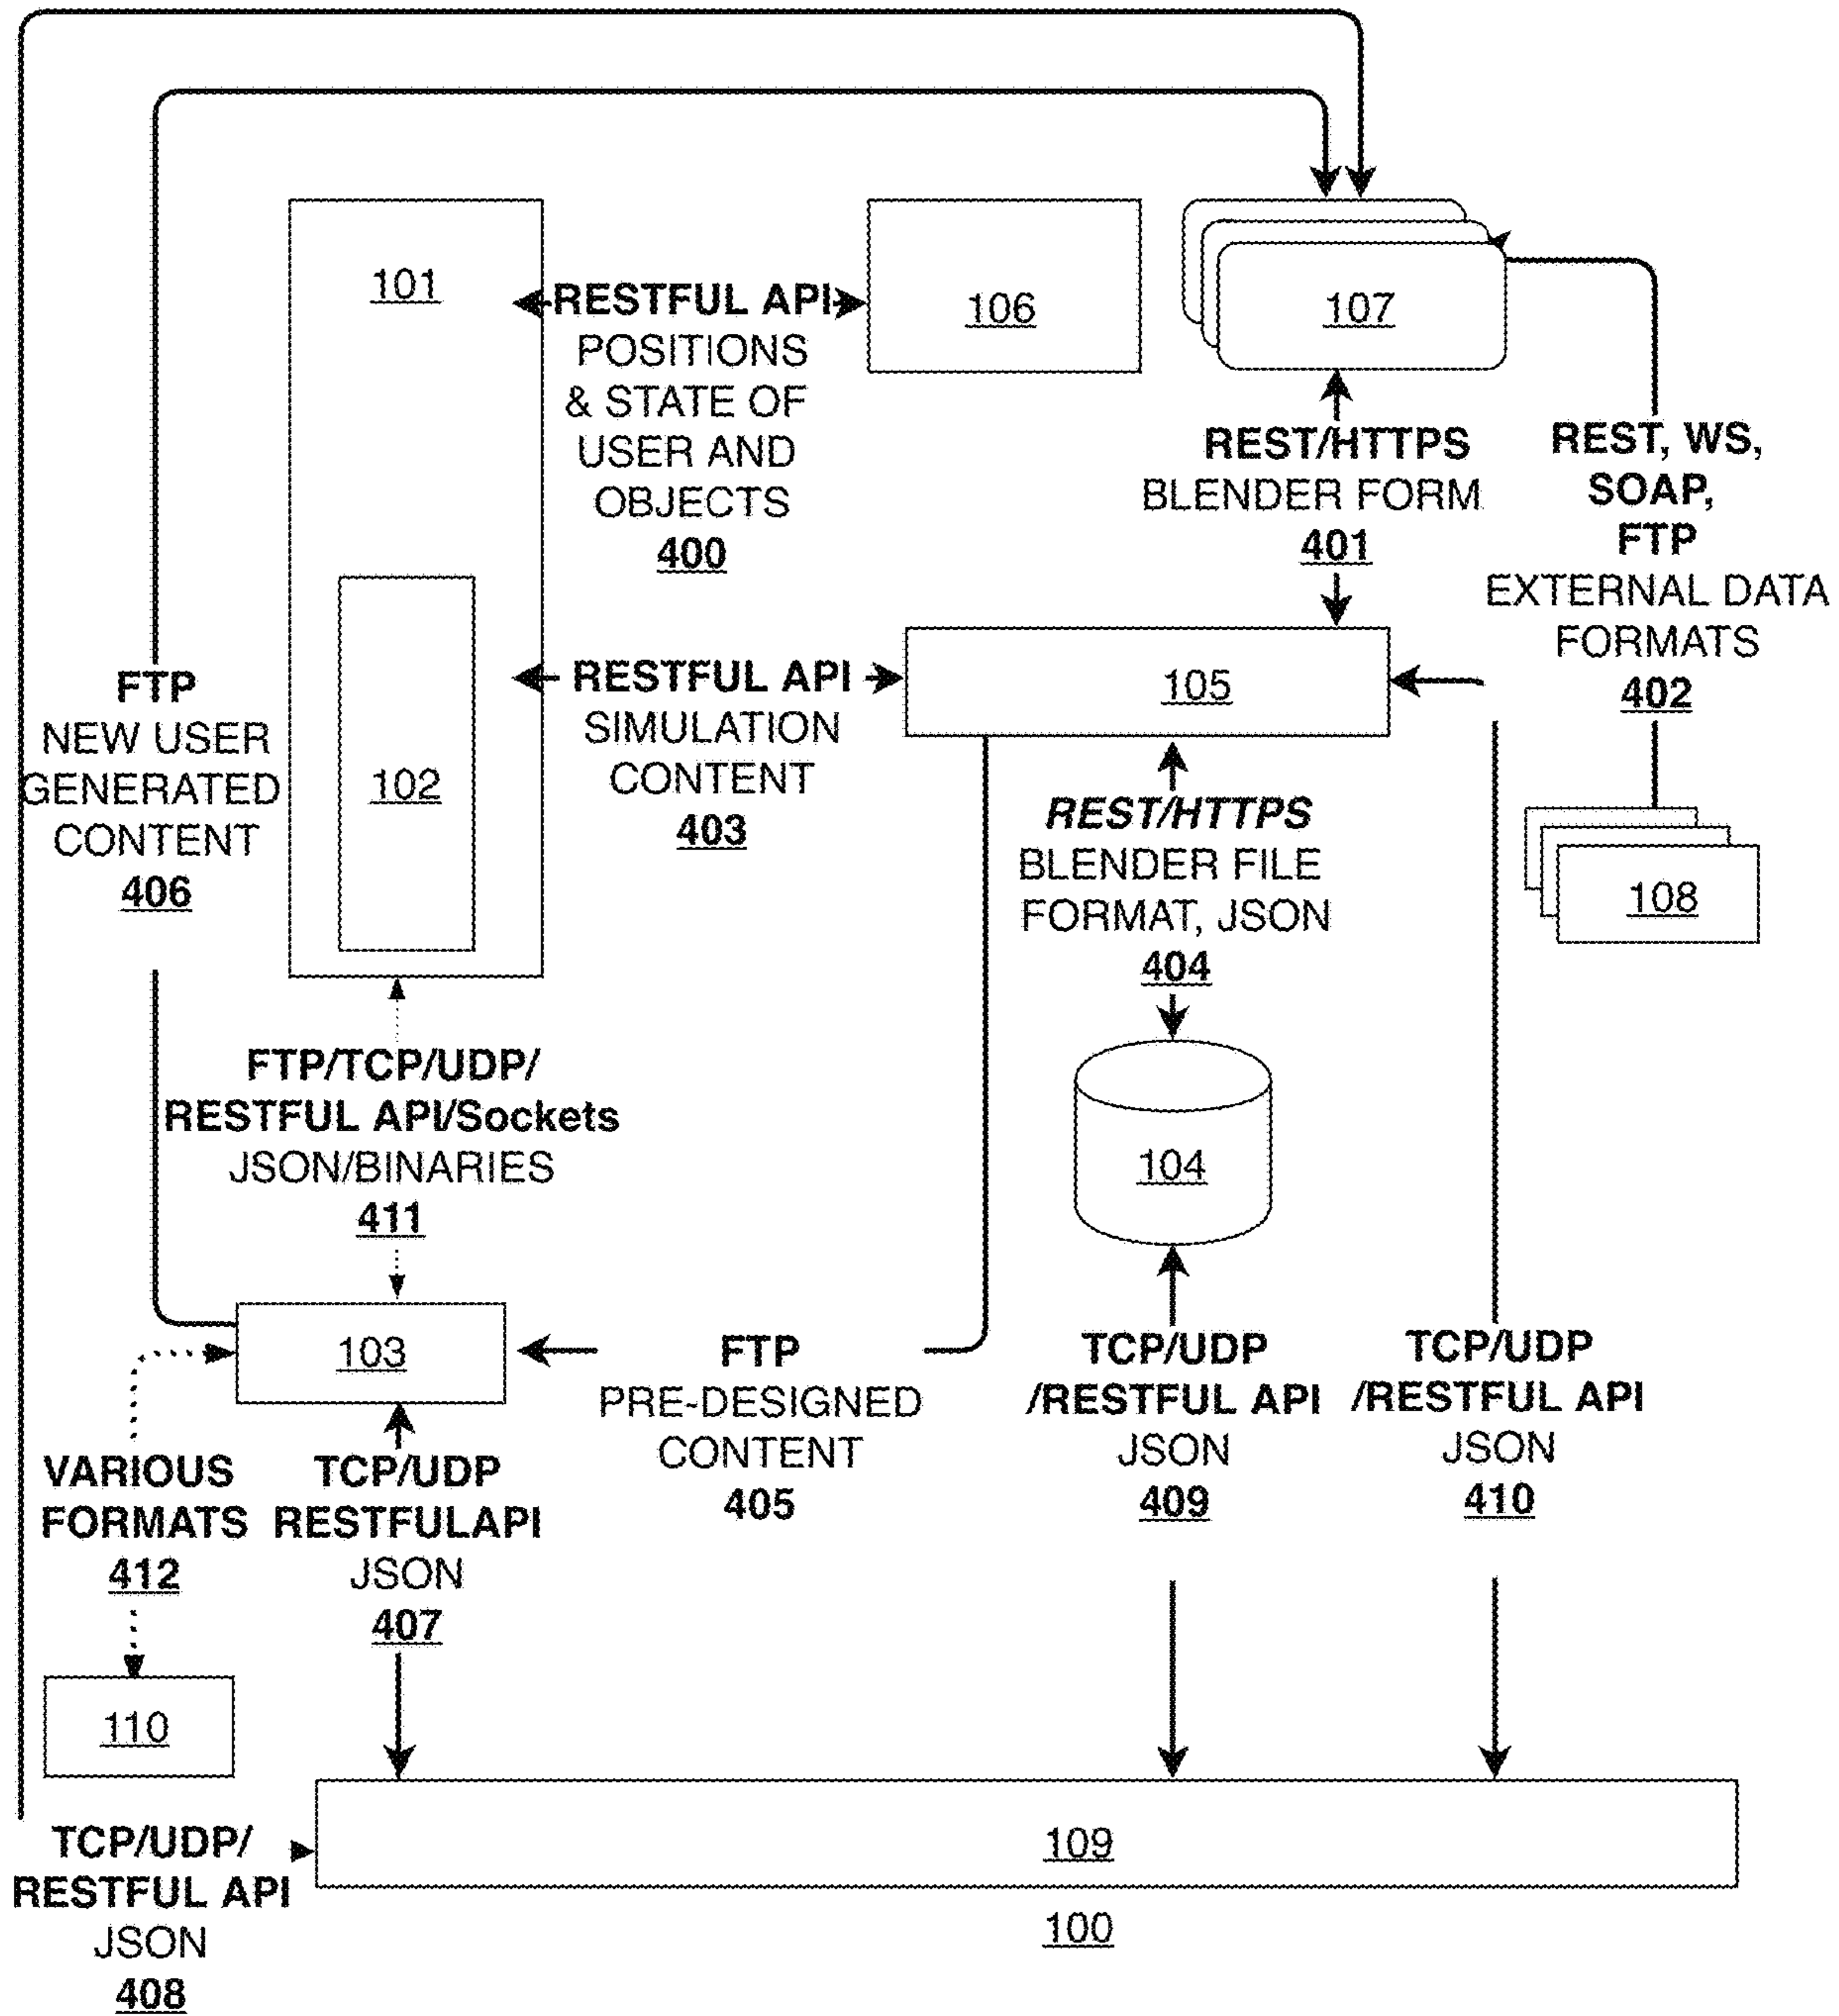 101
RESTFUL API
POSITIONS
& STATE OF
USER AND
OBJECTS
400
106
107
REST/HTTPS
BLENDER FORM
401
REST, WS,
SOAP,
FTP
EXTERNAL DATA
FORMATS
402
FTP
NEW USER
GENERATED
CONTENT
406
102
RESTFUL API
SIMULATION
CONTENT
403
105
REST/HTTPS
BLENDER FILE
FORMAT, JSON
404
108
FTP/TCP/UDP/
RESTFUL API/Sockets
JSON/BINARIES
411
104
103
FTP
PRE-DESIGNED
CONTENT
405
TCP/UDP
/RESTFUL API
JSON
409
TCP/UDP
/RESTFUL API
JSON
410
VARIOUS
FORMATS
412
TCP/UDP
RESTFULAPI
JSON
407
110
TCP/UDP/
RESTFUL API
JSON
408
109
100